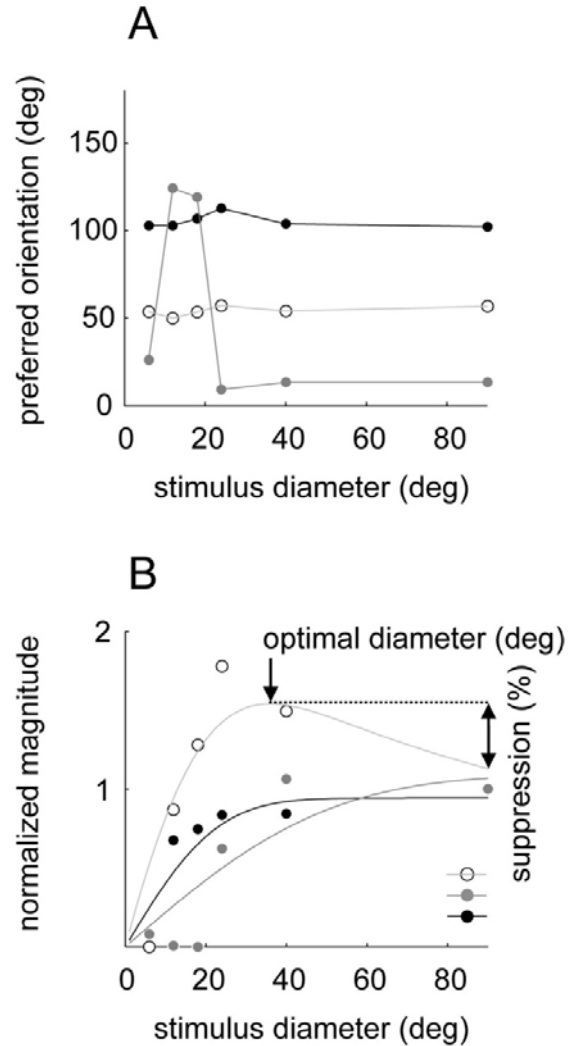 A
preferred orientation (deg)
150
100
50
0
0 20 40 60 80
stimulus diameter (deg)
B
normalized magnitude
2
1
optimal diameter (deg)
suppression (%)
0 20 40 60 80
stimulus diameter (deg)